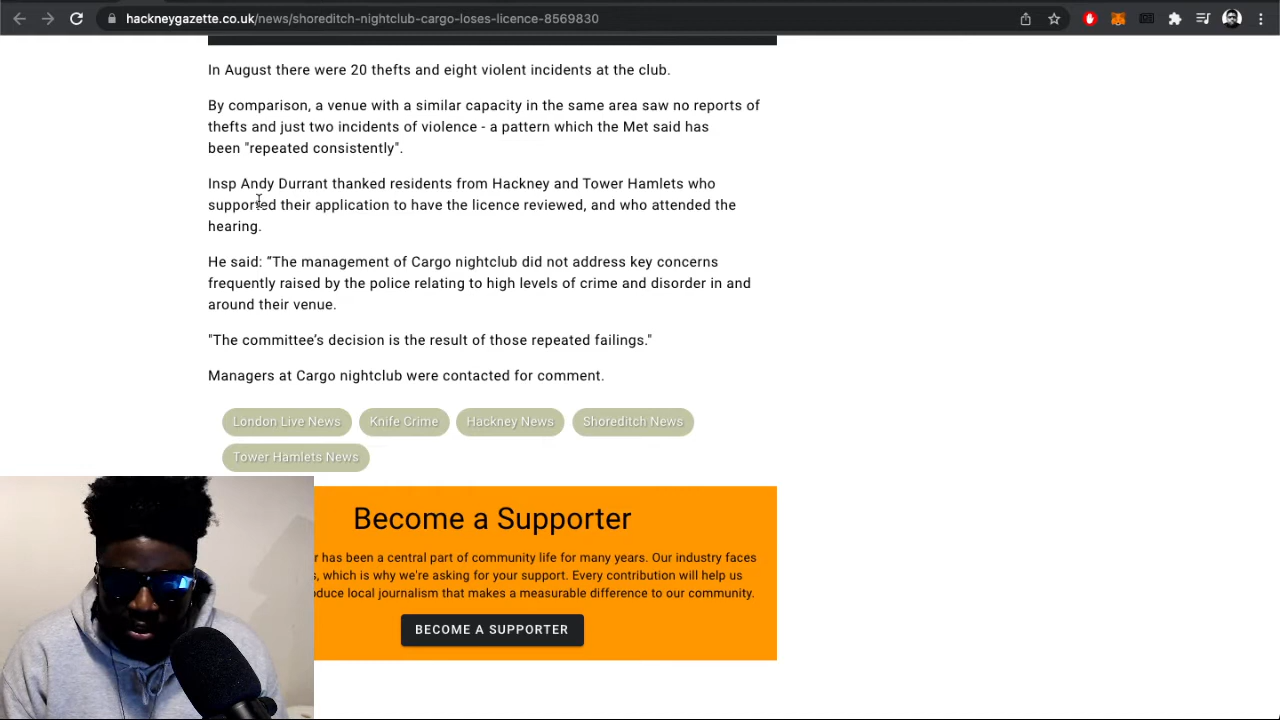 hackneygazette.co.uk/news/shoreditch-nightclub-cargo-loses-licence-8569830
In August there were 20 thefts and eight violent incidents at the club.
By comparison, a venue with a similar capacity in the same area saw no reports of
thefts and just two incidents of violence - a pattern which the Met said has
been "repeated consistently".
Insp Andy Durrant thanked residents from Hackney and Tower Hamlets who
supported their application to have the licence reviewed, and who attended the
hearing.
He said: “The management of Cargo nightclub did not address key concerns
frequently raised by the police relating to high levels of crime and disorder in and
around their venue.
"The committee’s decision is the result of those repeated failings."
Managers at Cargo nightclub were contacted for comment.
London Live News Knife Crime Hackney News Shoreditch News
Tower Hamlets News
Become a Supporter
has been a central part of community life for many years. Our industry faces
which is why we're asking for your support. Every contribution will help us
local journalism that makes a measurable difference to our community.
BECOME A SUPPORTER